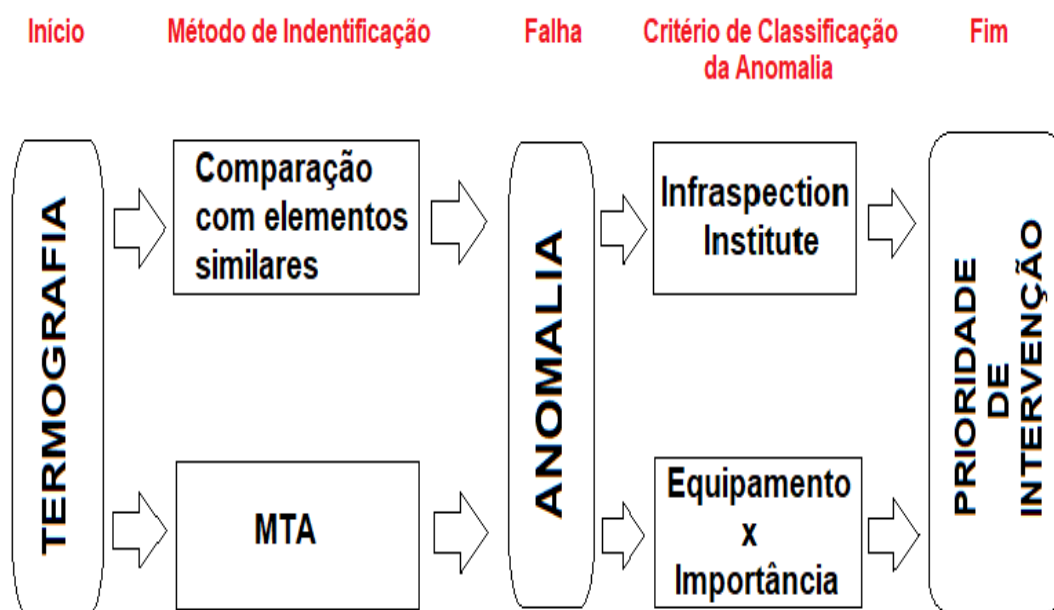 Início
Método de Indentificação
Falha
Critério de Classificação
da Anomalia
Fim
TERMOGRAFIA
Comparação
com elementos
similares
MTA
ANOMALIA
Infraspection
Institute
Equipamento
x
Importância
PRIORIDADE
DE
INTERVENÇÃO